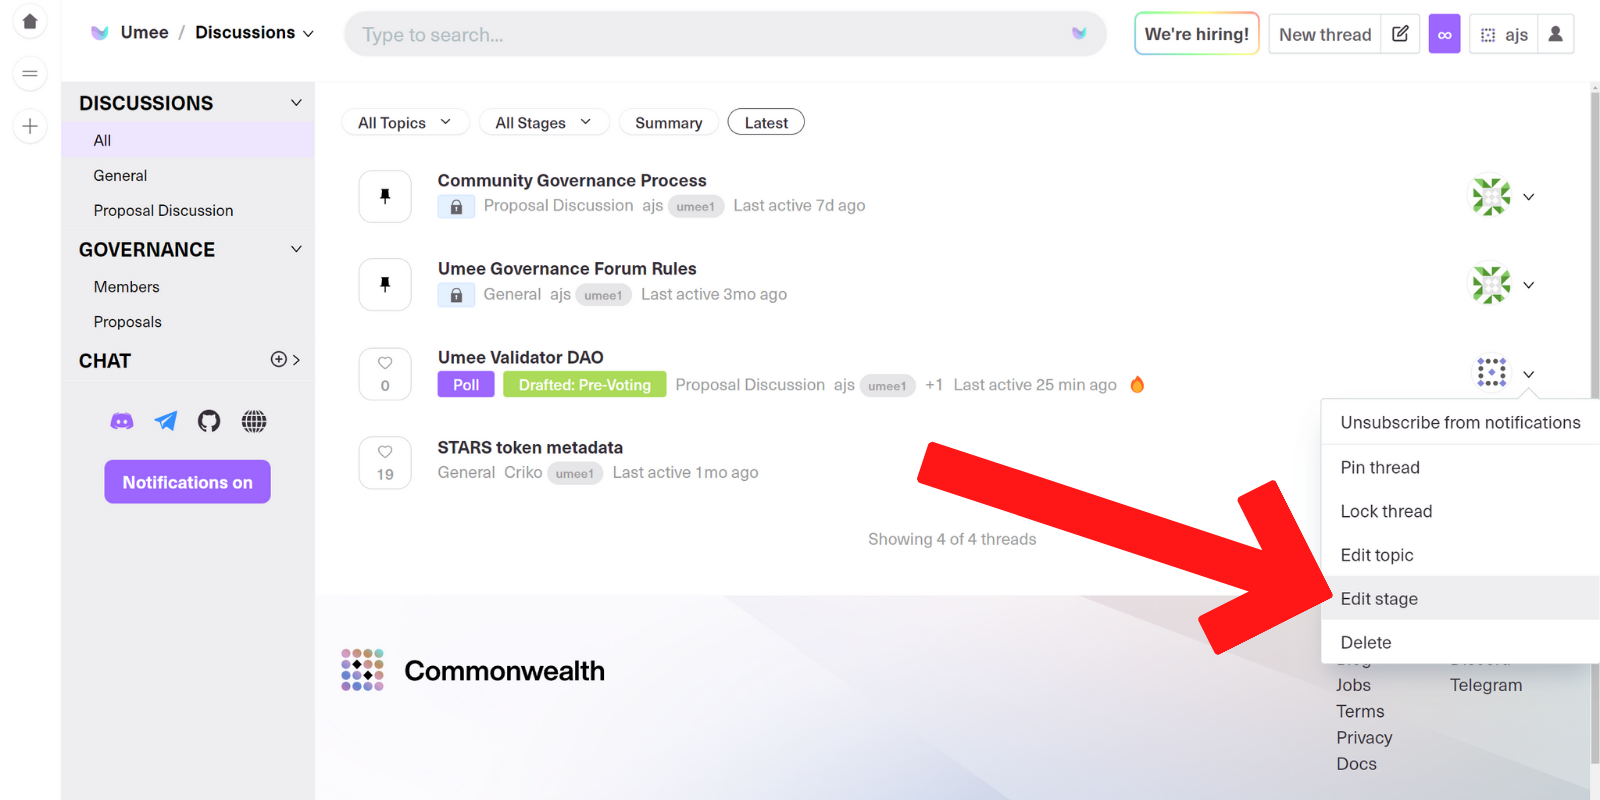 Umee / Discussions
Type to search...
We're hiring!
New thread
ajs
DISCUSSIONS
All
General
Proposal Discussion
GOVERNANCE
Members
Proposals
CHAT
Notifications on
All Topics
All Stages
Summary
Latest
Community Governance Process
Proposal Discussion ajs umee1 Last active 7d ago
Umee Governance Forum Rules
General ajs umee1 Last active 3mo ago
Umee Validator DAO
0
Poll Drafted: Pre-Voting Proposal Discussion ajs umee1 +1 Last active 25 min ago 🔥
STARS token metadata
19
General Criko umee1 Last active 1mo ago
Showing 4 of 4 threads
Unsubscribe from notifications
Pin thread
Lock thread
Edit topic
Edit stage
Delete
Commonwealth
Jobs
Terms
Privacy
Docs
Telegram